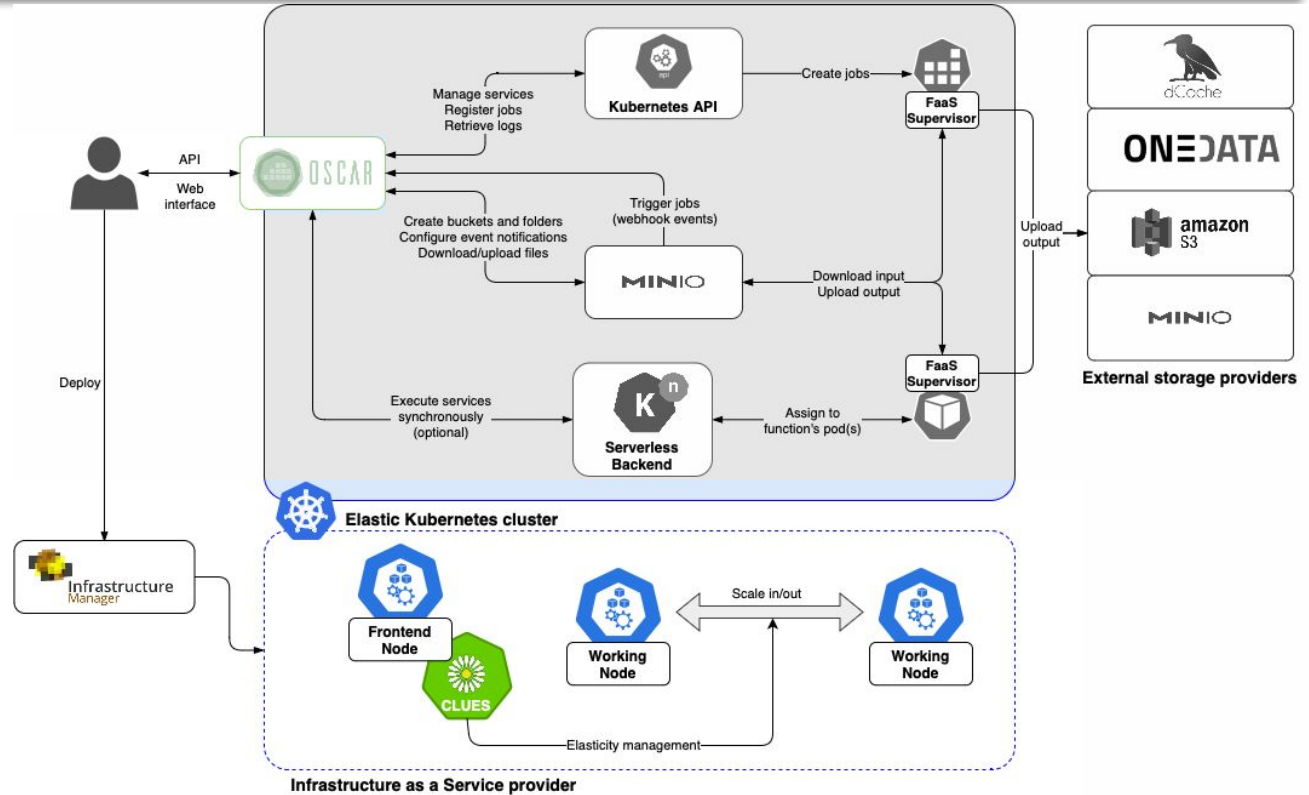 api
Kubernetes API
Create jobs
FaaS
Supervisor
dCache
Manage services
Register jobs
Retrieve logs
ONEDATA
API
Web
interface
OSCAR
Trigger jobs
(webhook events)
Create buckets and folders
Configure event notifications
Download/upload files
Upload
output
amazon
S3
MINIO
Download input
Upload output
MINIO
FaaS
Supervisor
External storage providers
Deploy
Execute services
synchronously
(optional)
K
n
Serverless
Backend
Assign to
function's pod(s)
Elastic Kubernetes cluster
Infrastructure
Manager
Frontend
Node
CLUES
Working
Node
Scale in/out
Working
Node
Elasticity management
Infrastructure as a Service provider